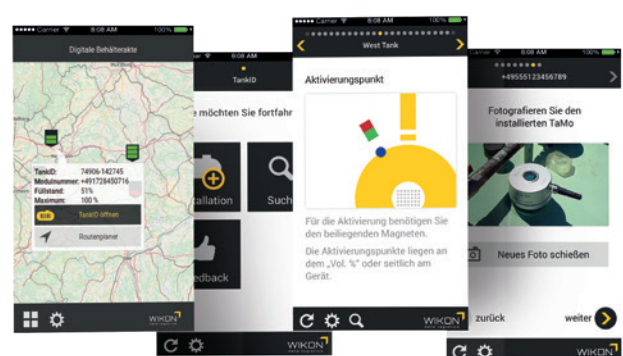 Carrier 8:08 AM 100%
Digitale Behälterakte
Würzburg
TankID: 74906-142745
Modulnummer: +491728450716
Füllstand: 51%
Maximum: 100 %
TankID öffnen
Routenplaner
WIKON
8:08 AM
TankID
möchten Sie fortfahr
allation
Such
edback
WIKON
Carrier 8:08 AM 100%
West Tank
Aktivierungspunkt
Für die Aktivierung benötigen Sie
den beiliegenden Magneten.
Die Aktivierungspunkte liegen an
dem „Vol. %“ oder seitlich am
Gerät.
WIKON
Carrier 8:08 AM 100%
+49555123456789
Fotografieren Sie den
installierten TaMo
Neues Foto schießen
zurück weiter
WIKON